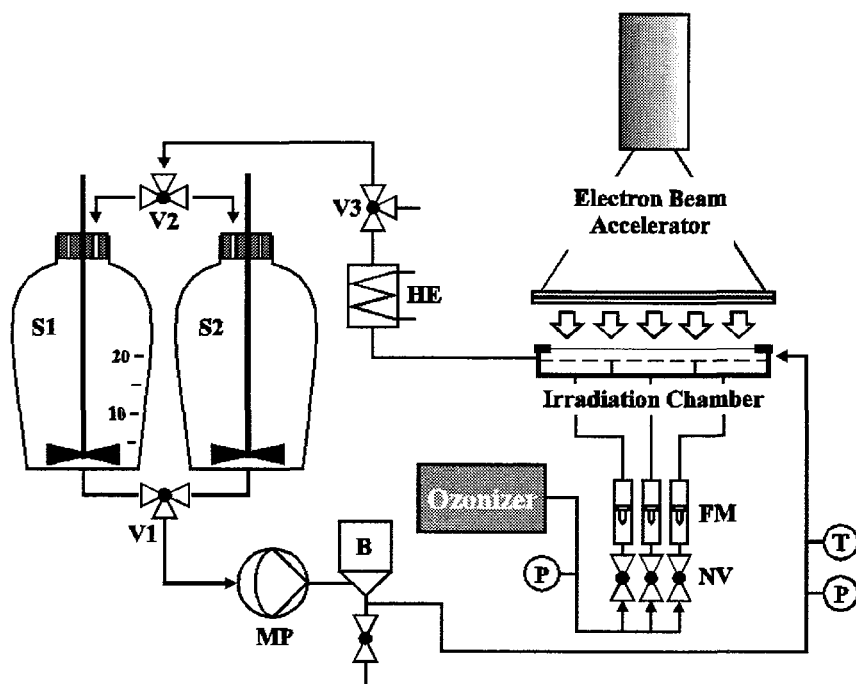 Electron Beam
Accelerator
V2
V3
S1
S2
HE
20
10
Irradiation Chamber
Ozonizer
FM
V1
B
P
NV
T
P
MP